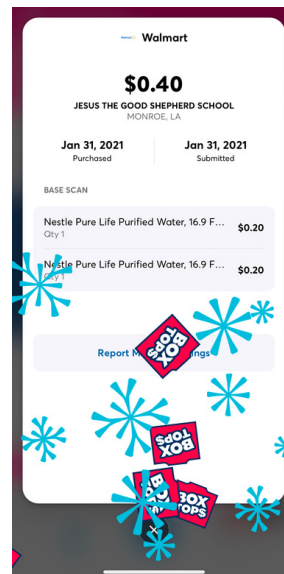 Walmart
$0.40
JESUS THE GOOD SHEPHERD SCHOOL
MONROE, LA
Jan 31, 2021 Jan 31, 2021
Purchased Submitted
BASE SCAN
Nestle Pure Life Purified Water, 16.9 F... $0.20
Qty 1
Nestle Pure Life Purified Water, 16.9 F... $0.20
Qty 1
Report M ngs
BOX TOPS
BOX TOPS
BOX TOPS
BOX TOPS